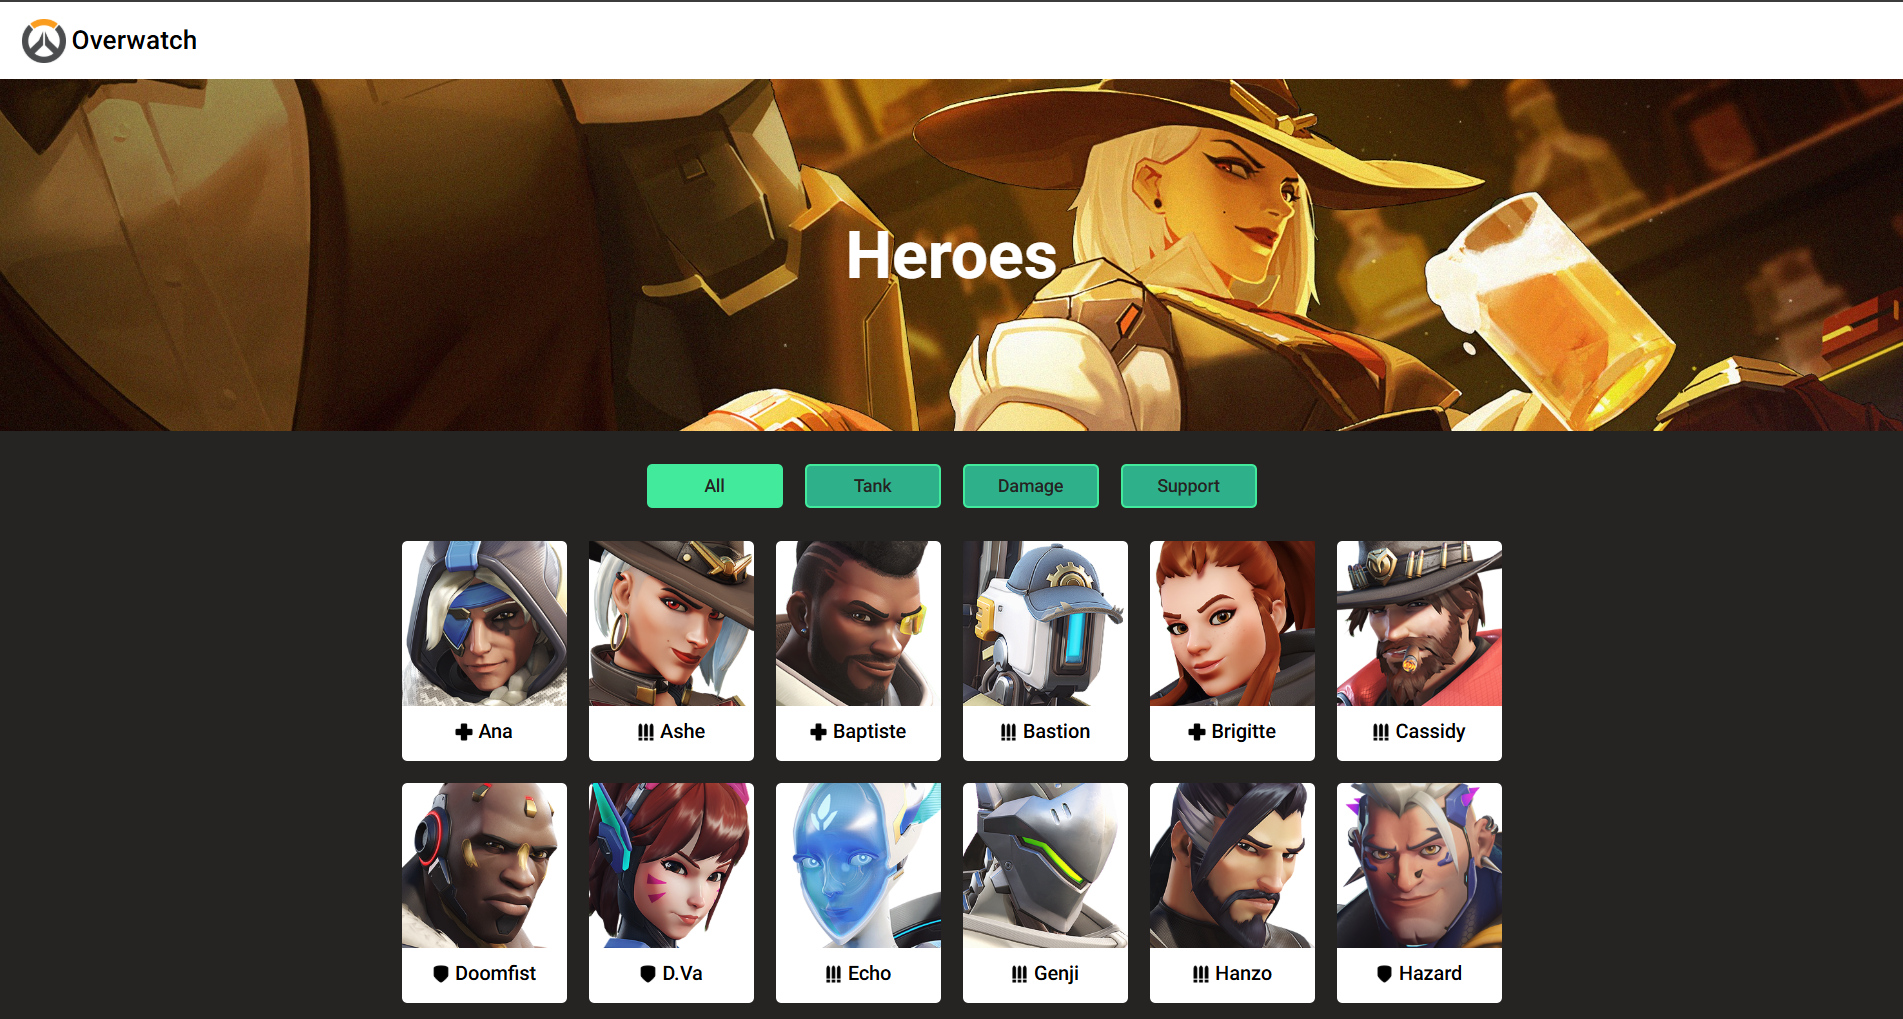 Overwatch
Heroes
All Tank Damage Support
Ana Ashe Baptiste Bastion Brigitte Cassidy
Doomfist D.Va Echo Genji Hanzo Hazard